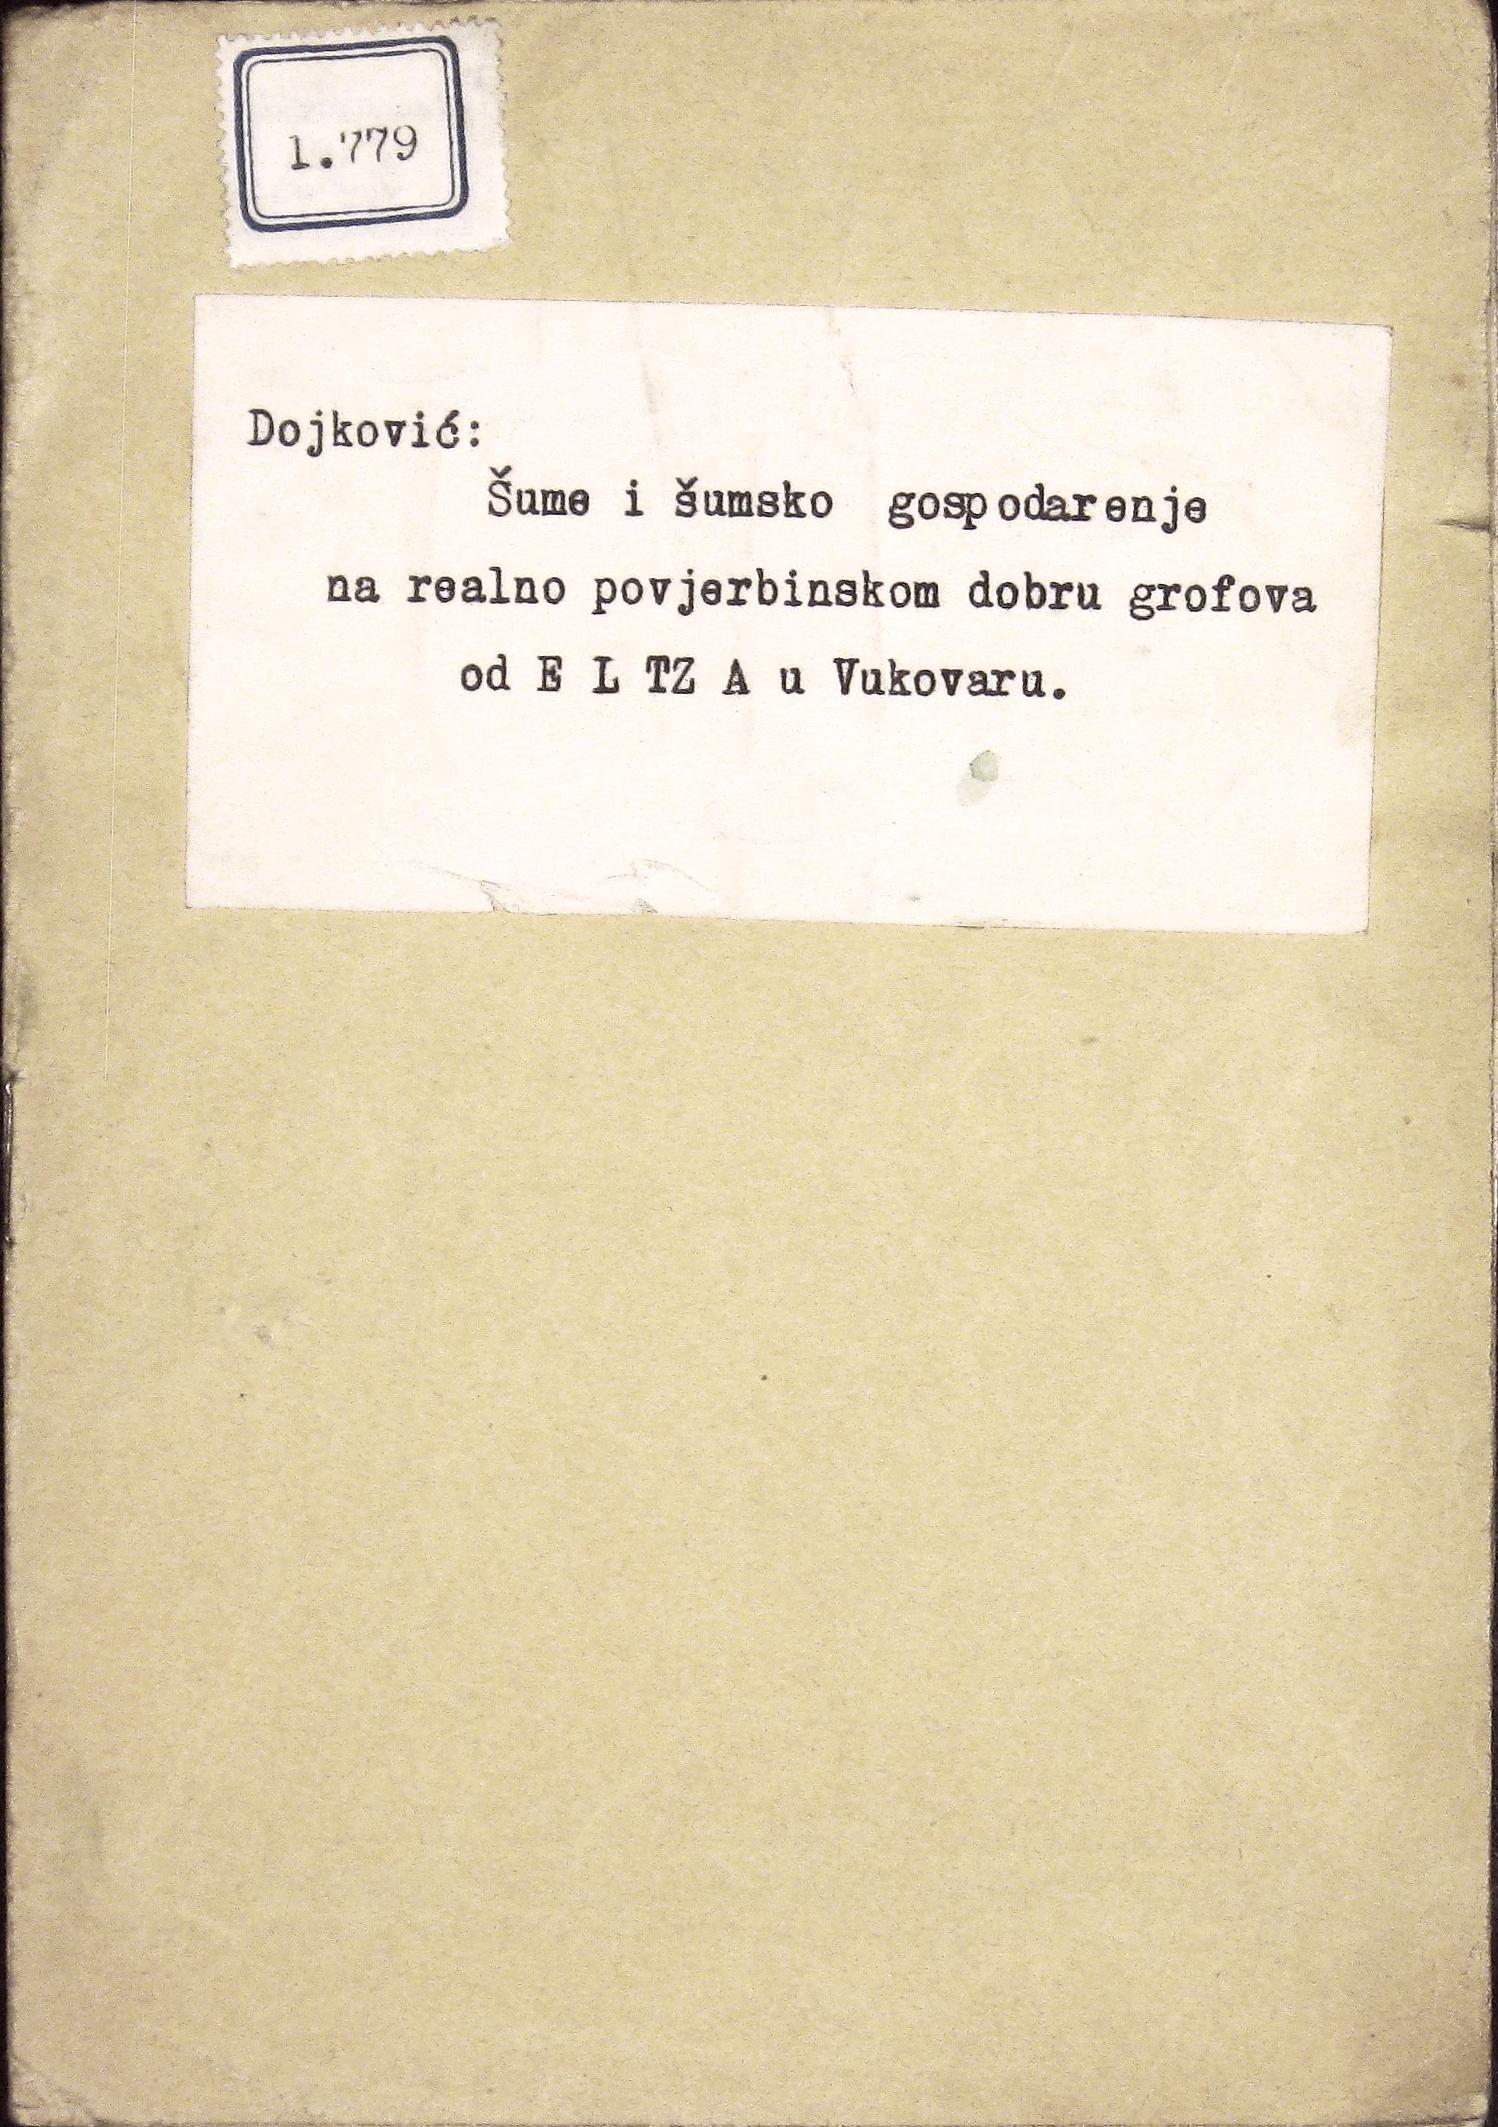 1.779
Dojković:
Šume i šumsko gospodarenje
na realno povjerbinskom dobru grofova
od E L TZ A u Vukovaru.